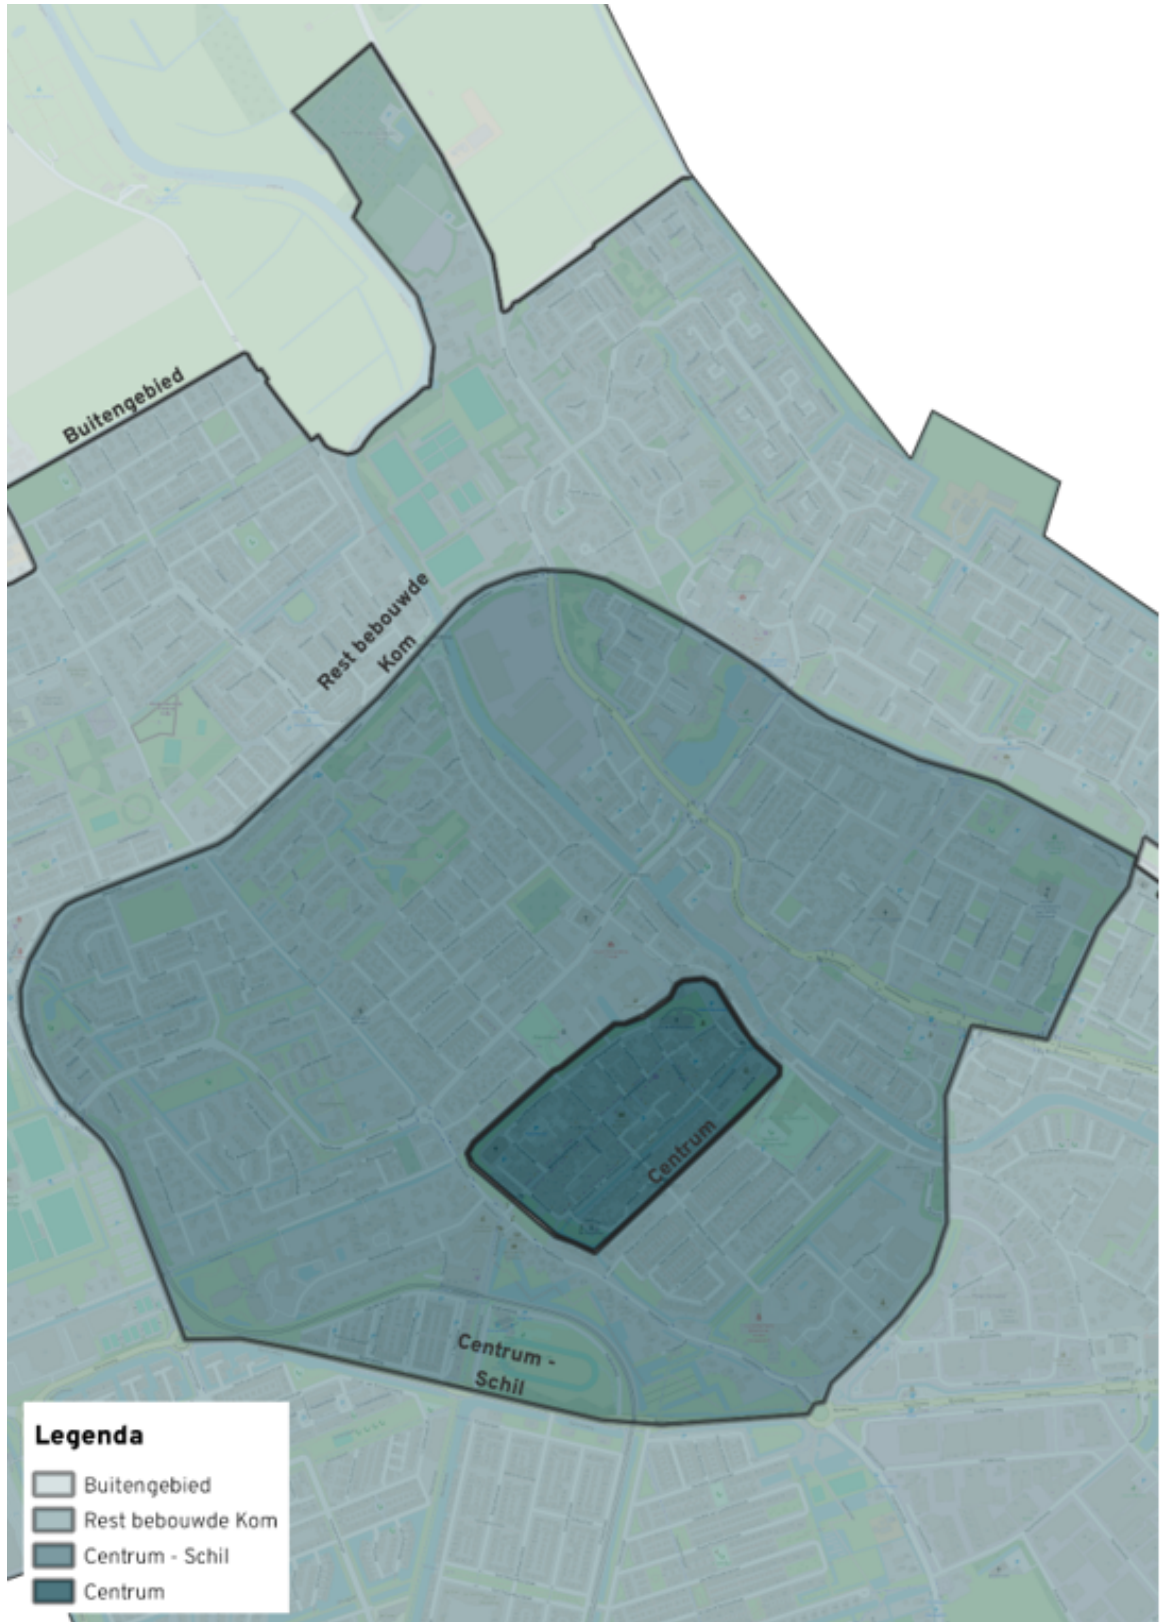 Buitengebied
Rest bebouwde
Kom
Centrum
Centrum -
Schil
Legenda
Buitengebied
Rest bebouwde Kom
Centrum - Schil
Centrum